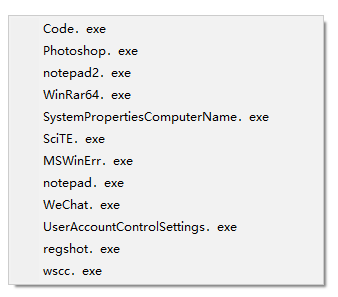 Code. exe
Photoshop. exe
notepad2. exe
WinRar64. exe
SystemPropertiesComputerName. exe
SciTE. exe
MSWinErr. exe
notepad. exe
WeChat. exe
UserAccountControlSettings. exe
regshot. exe
wscc. exe